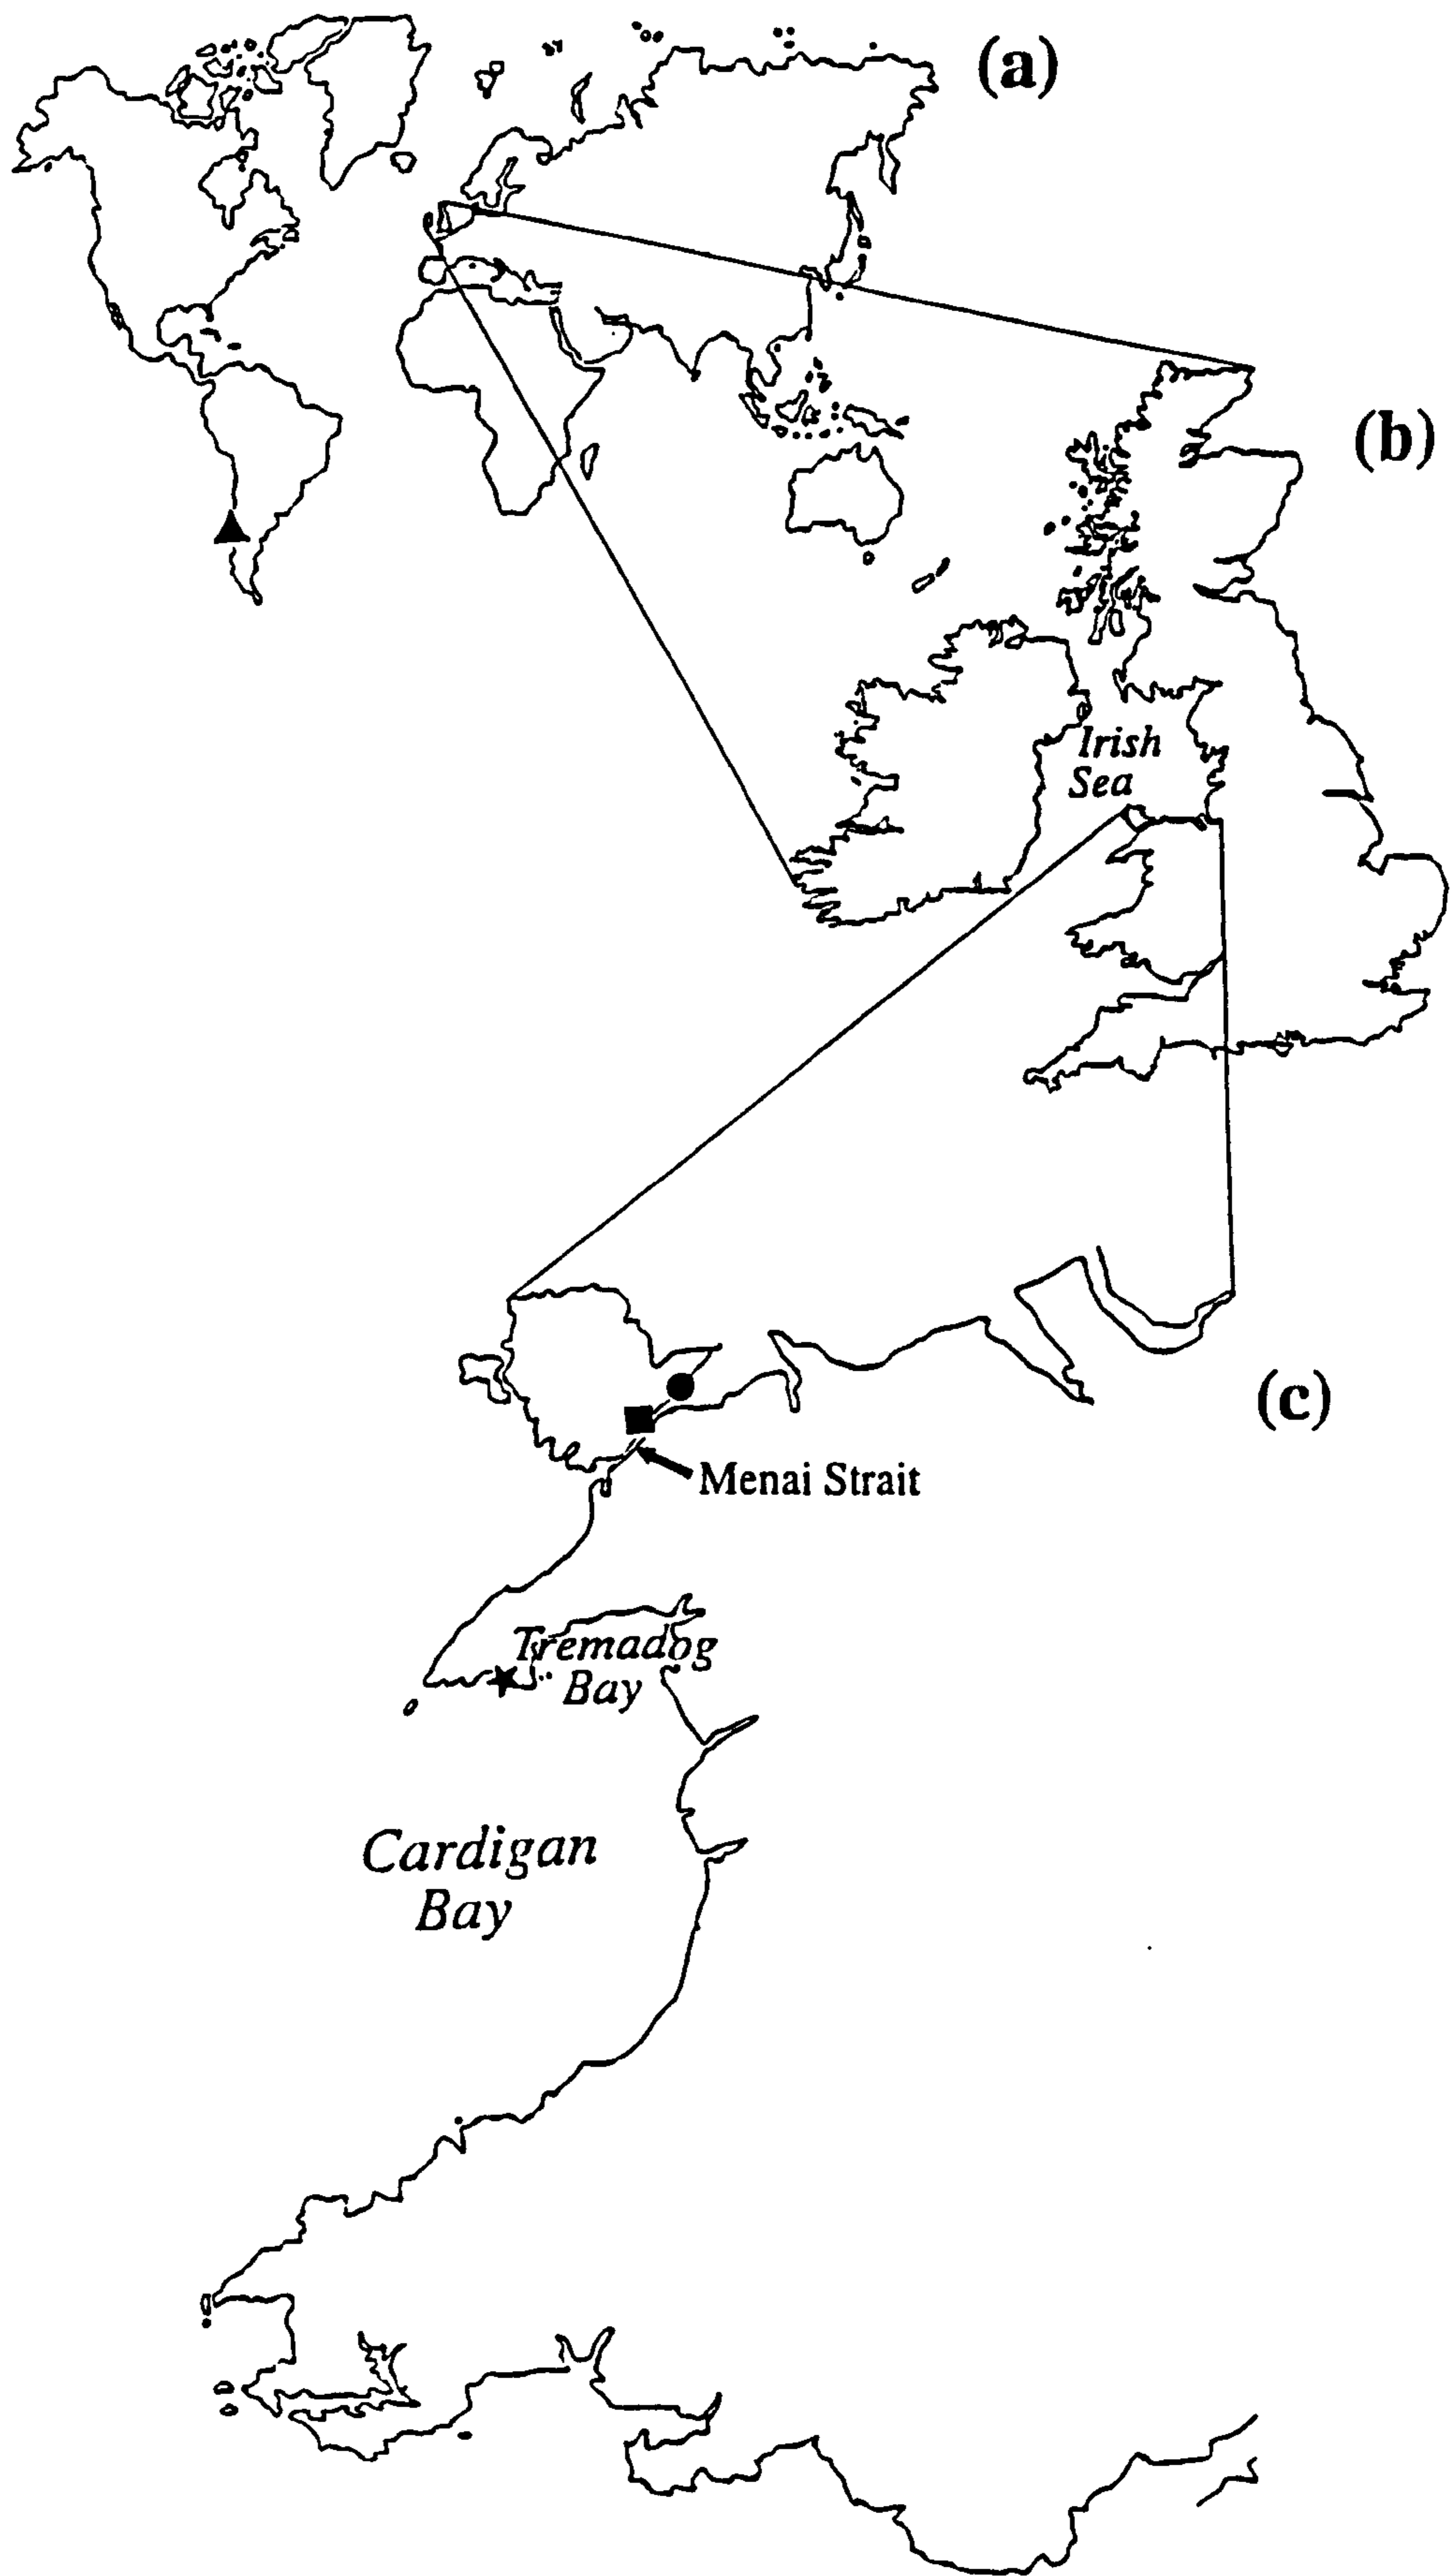 (a)
(b)
Irish
Sea
(c)
Menai Strait
Tremadog
Bay
Cardigan
Bay